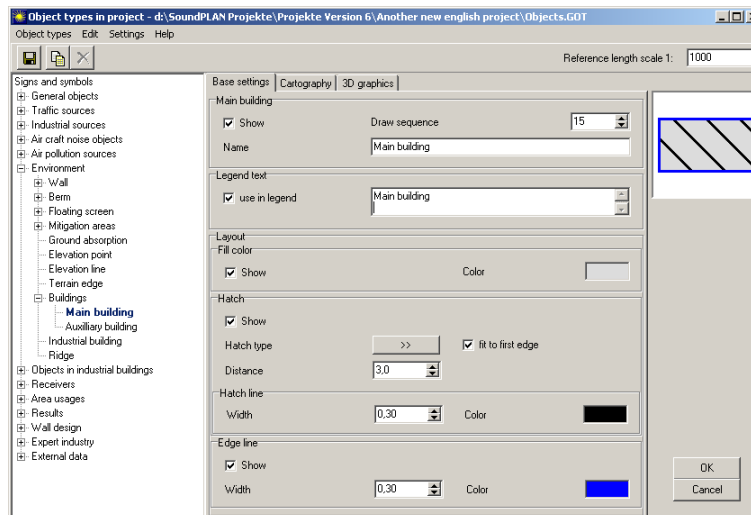 Object types in project - d:\SoundPLAN Projekte\Projekte Version 6\Another new english project\Objects.GOT
Object types Edit Settings Help
Reference length scale 1: 1000
Signs and symbols
General objects
Traffic sources
Industrial sources
Air craft noise objects
Air pollution sources
Environment
Wall
Berm
Floating screen
Mitigation areas
Ground absorption
Elevation point
Elevation line
Terrain edge
Buildings
Main building
Auxilliary building
Industrial building
Ridge
Objects in industrial buildings
Receivers
Area usages
Results
Wall design
Expert industry
External data
Base settings Cartography 3D graphics
Main building
Show Draw sequence 15
Name Main building
Legend text
use in legend Main building
Layout
Fill color
Show Color
Hatch
Show
Hatch type >> fit to first edge
Distance 3,0
Hatch line
Width 0,30 Color
Edge line
Show
Width 0,30 Color
OK
Cancel